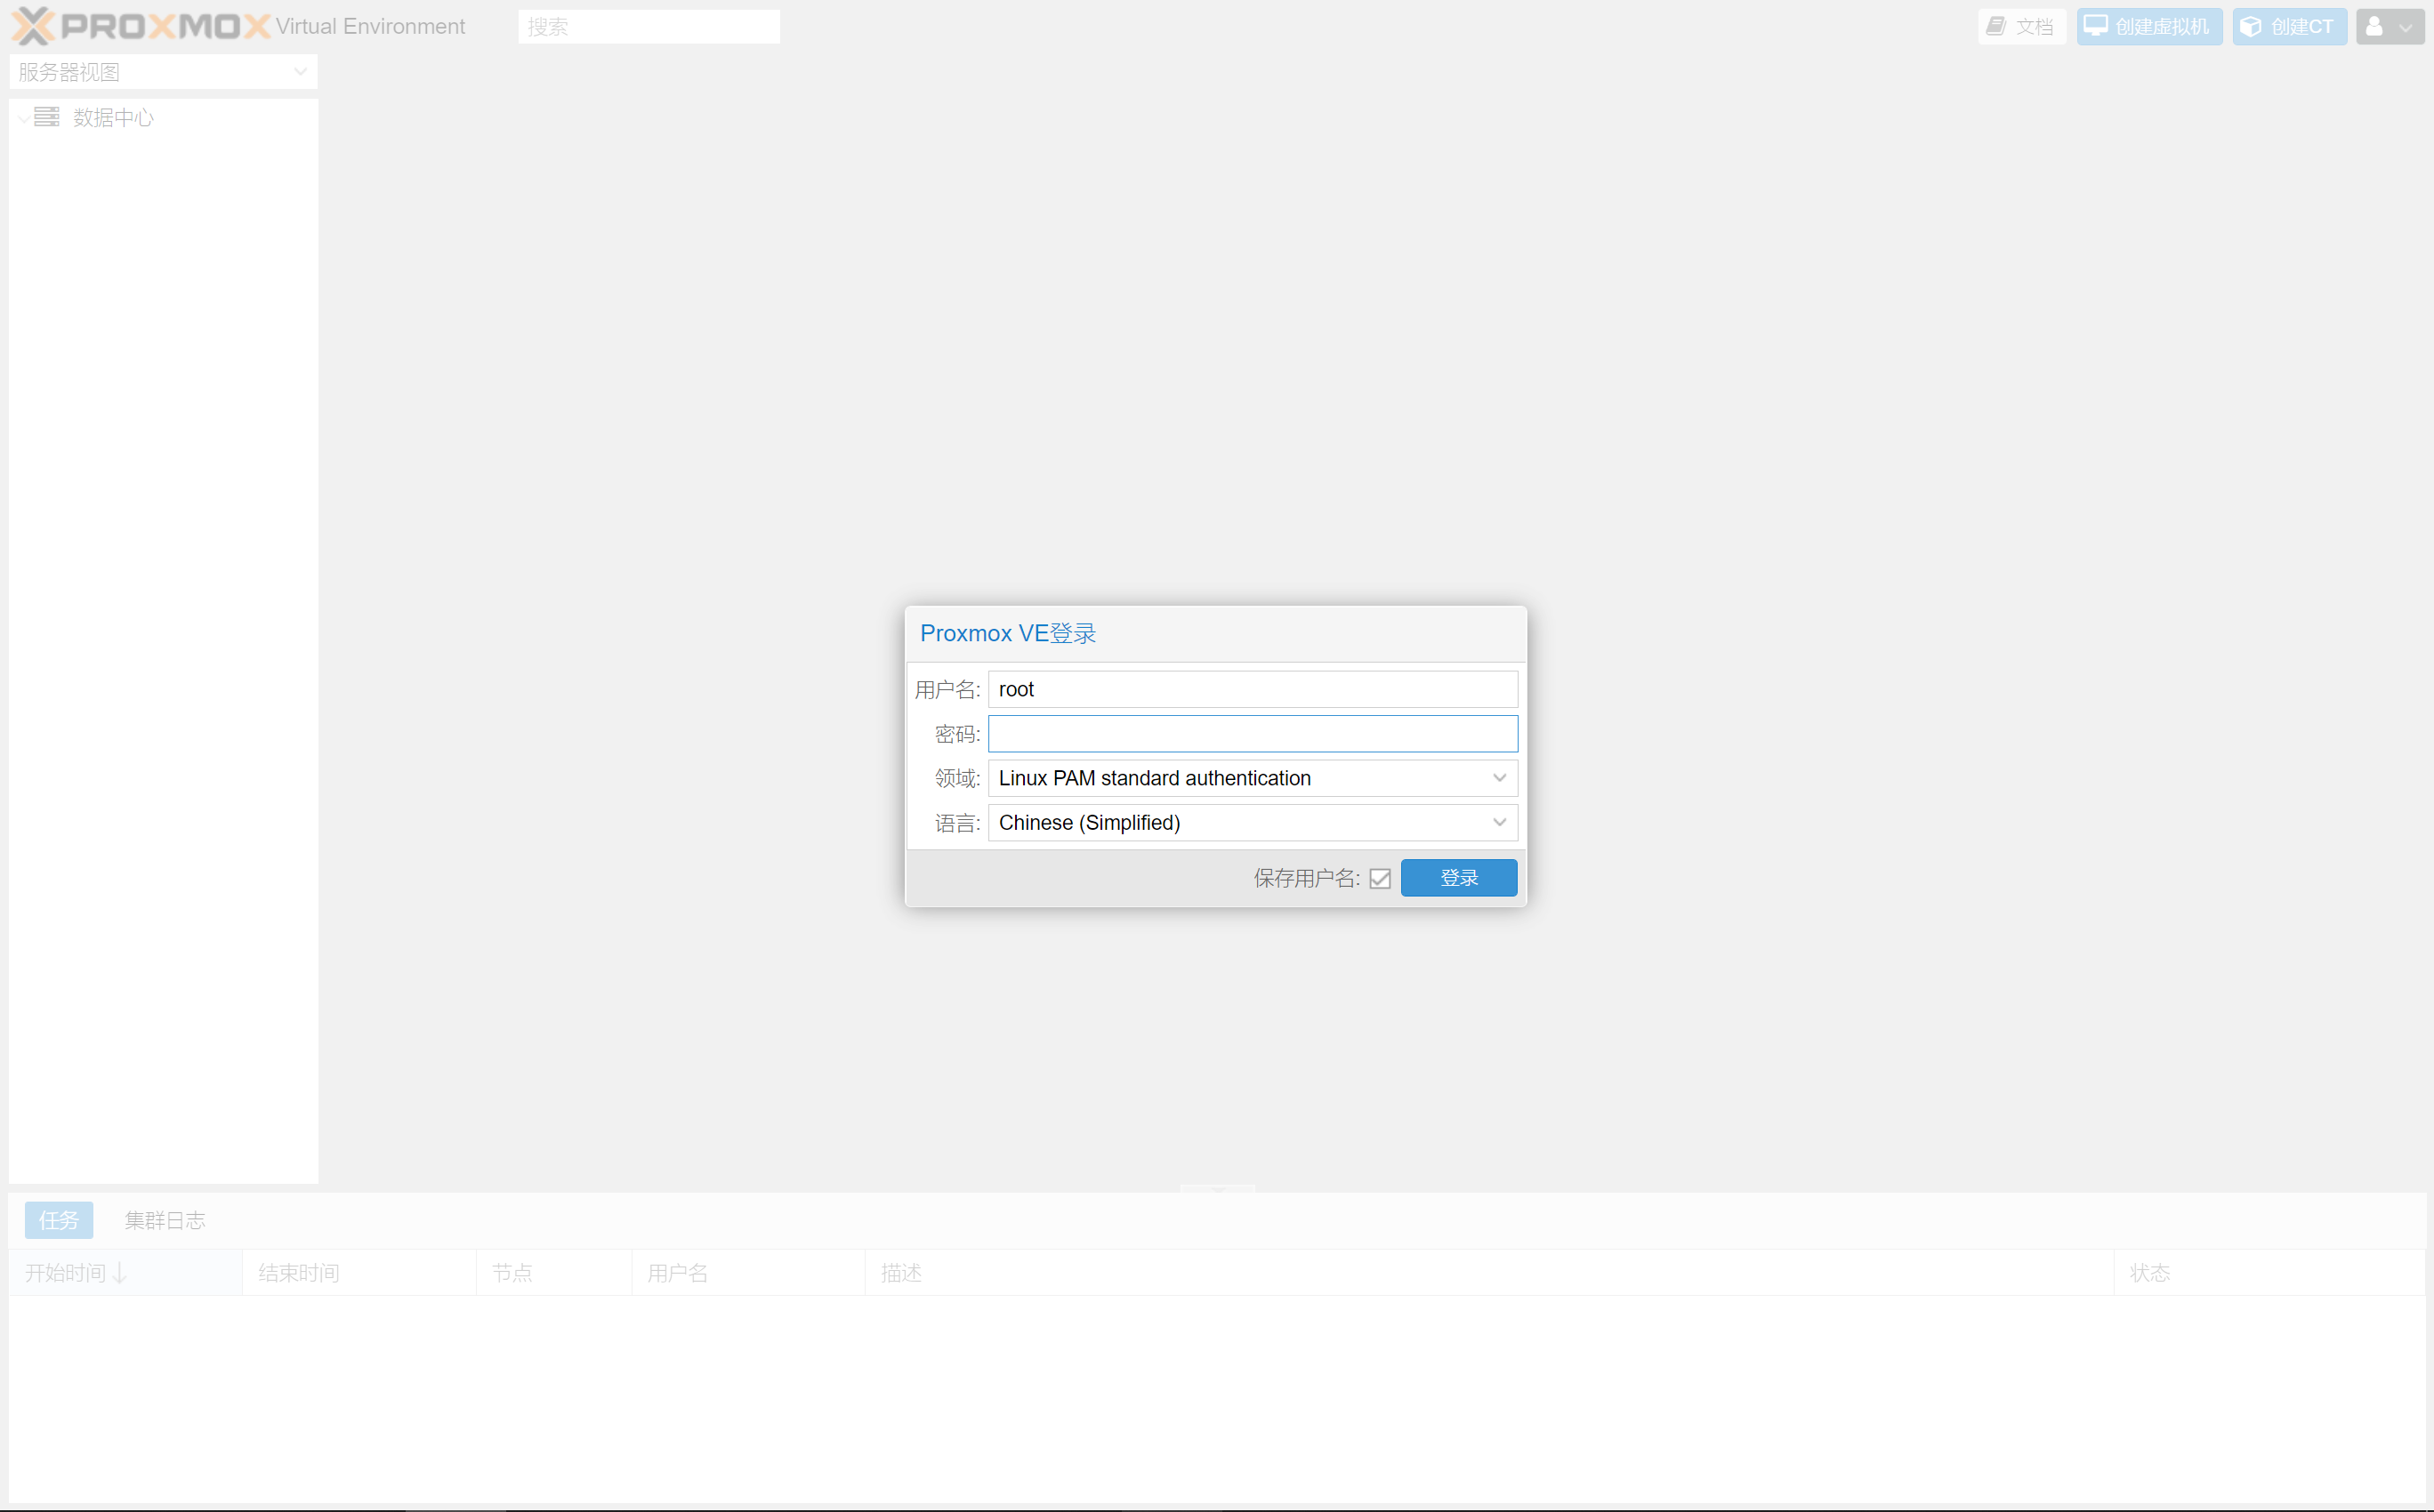 PROXMOX Virtual Environment
搜索
文档
创建虚拟机
创建CT
服务器视图
数据中心
Proxmox VE登录
用户名: root
密码:
领域: Linux PAM standard authentication
语言: Chinese (Simplified)
保存用户名:
登录
任务
集群日志
开始时间
结束时间
节点
用户名
描述
状态